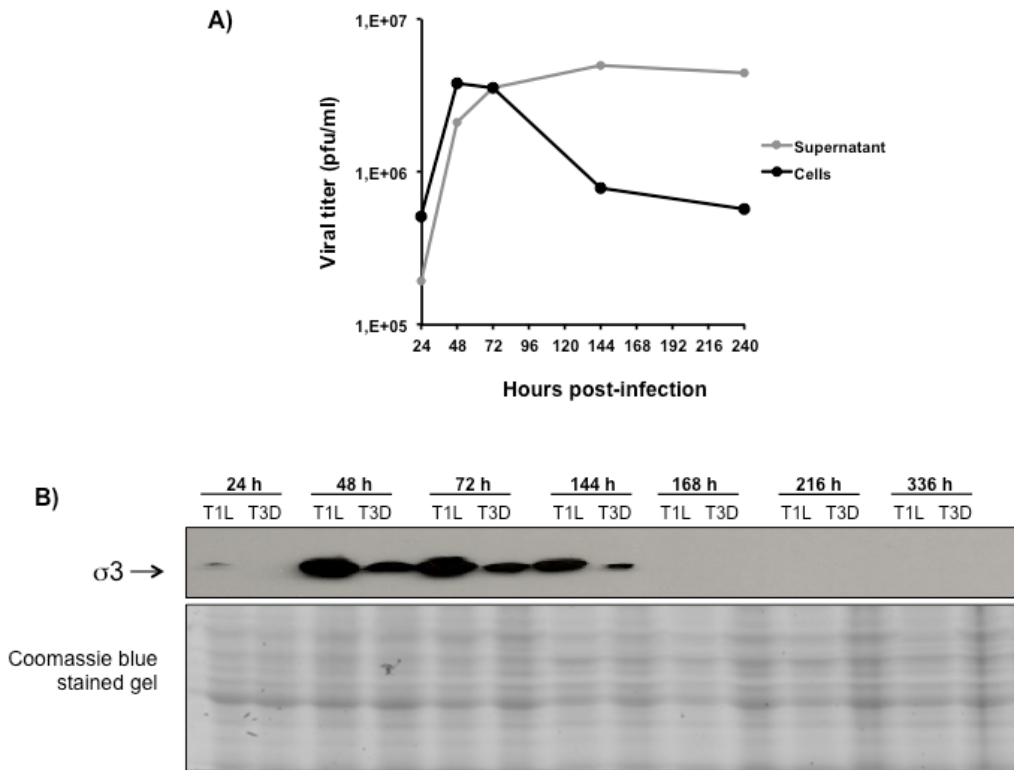 A)
1,E+07
1,E+06
1,E+05
Viral titer (pfu/ml)
24 48 72 96 120 144 168 192 216 240
Hours post-infection
Supernatant
Cells
B)
24 h 48 h 72 h 144 h 168 h 216 h 336 h
T1L T3D T1L T3D T1L T3D T1L T3D T1L T3D T1L T3D T1L T3D
σ3 →
Coomassie blue
stained gel